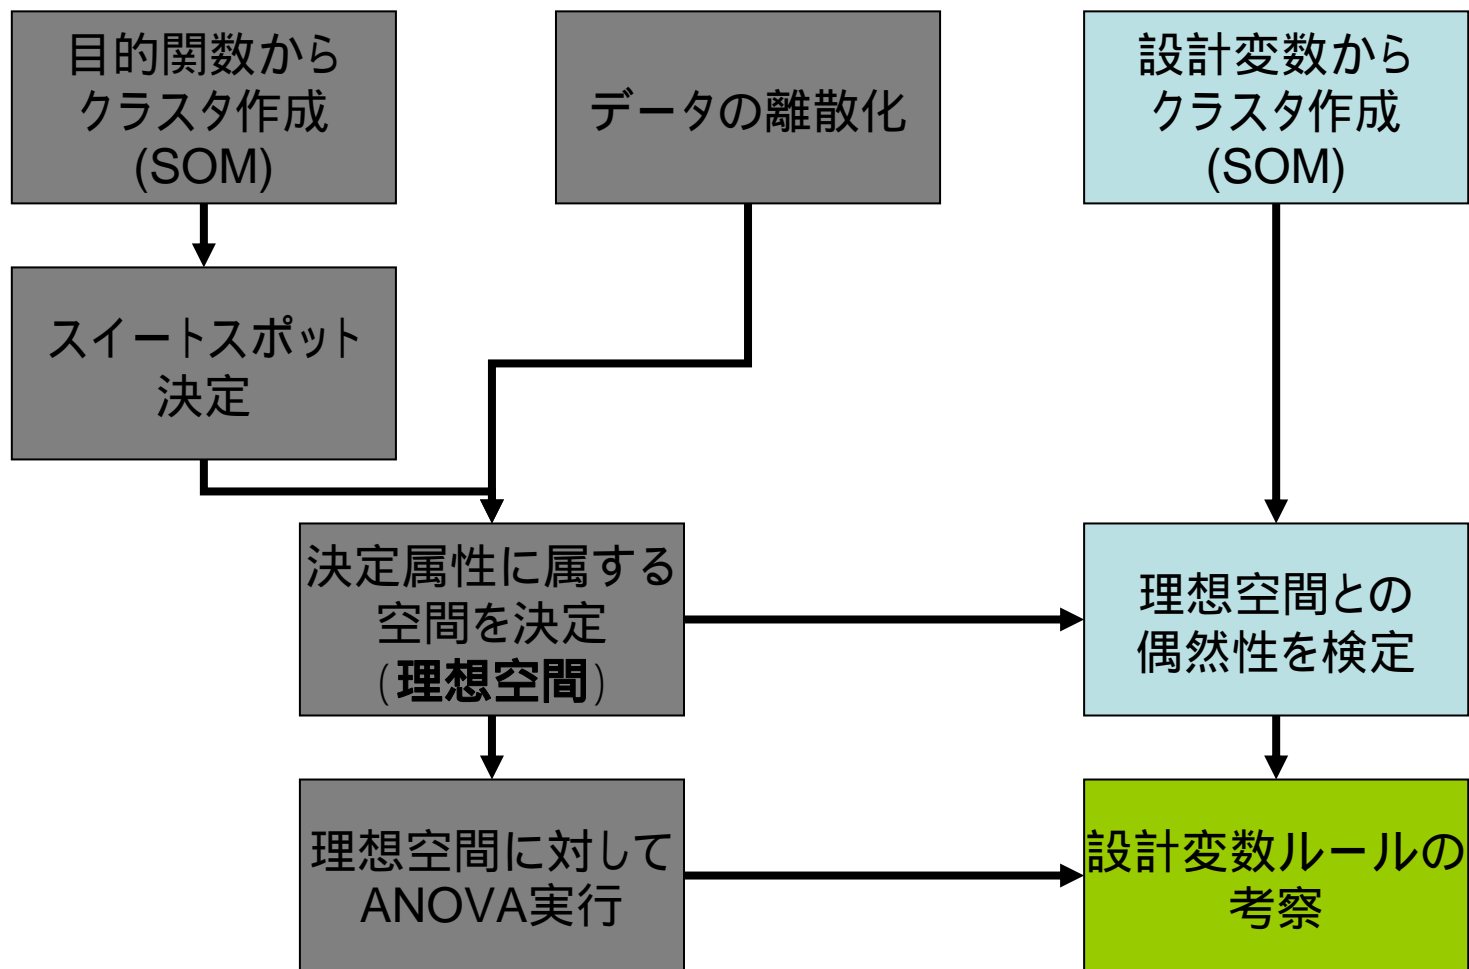 目的関数から
クラスタ作成
(SOM)
データの離散化
設計変数から
クラスタ作成
(SOM)
スイートスポット
決定
決定属性に属する
空間を決定
(理想空間)
理想空間との
偶然性を検定
理想空間に対して
ANOVA実行
設計変数ルールの
考察